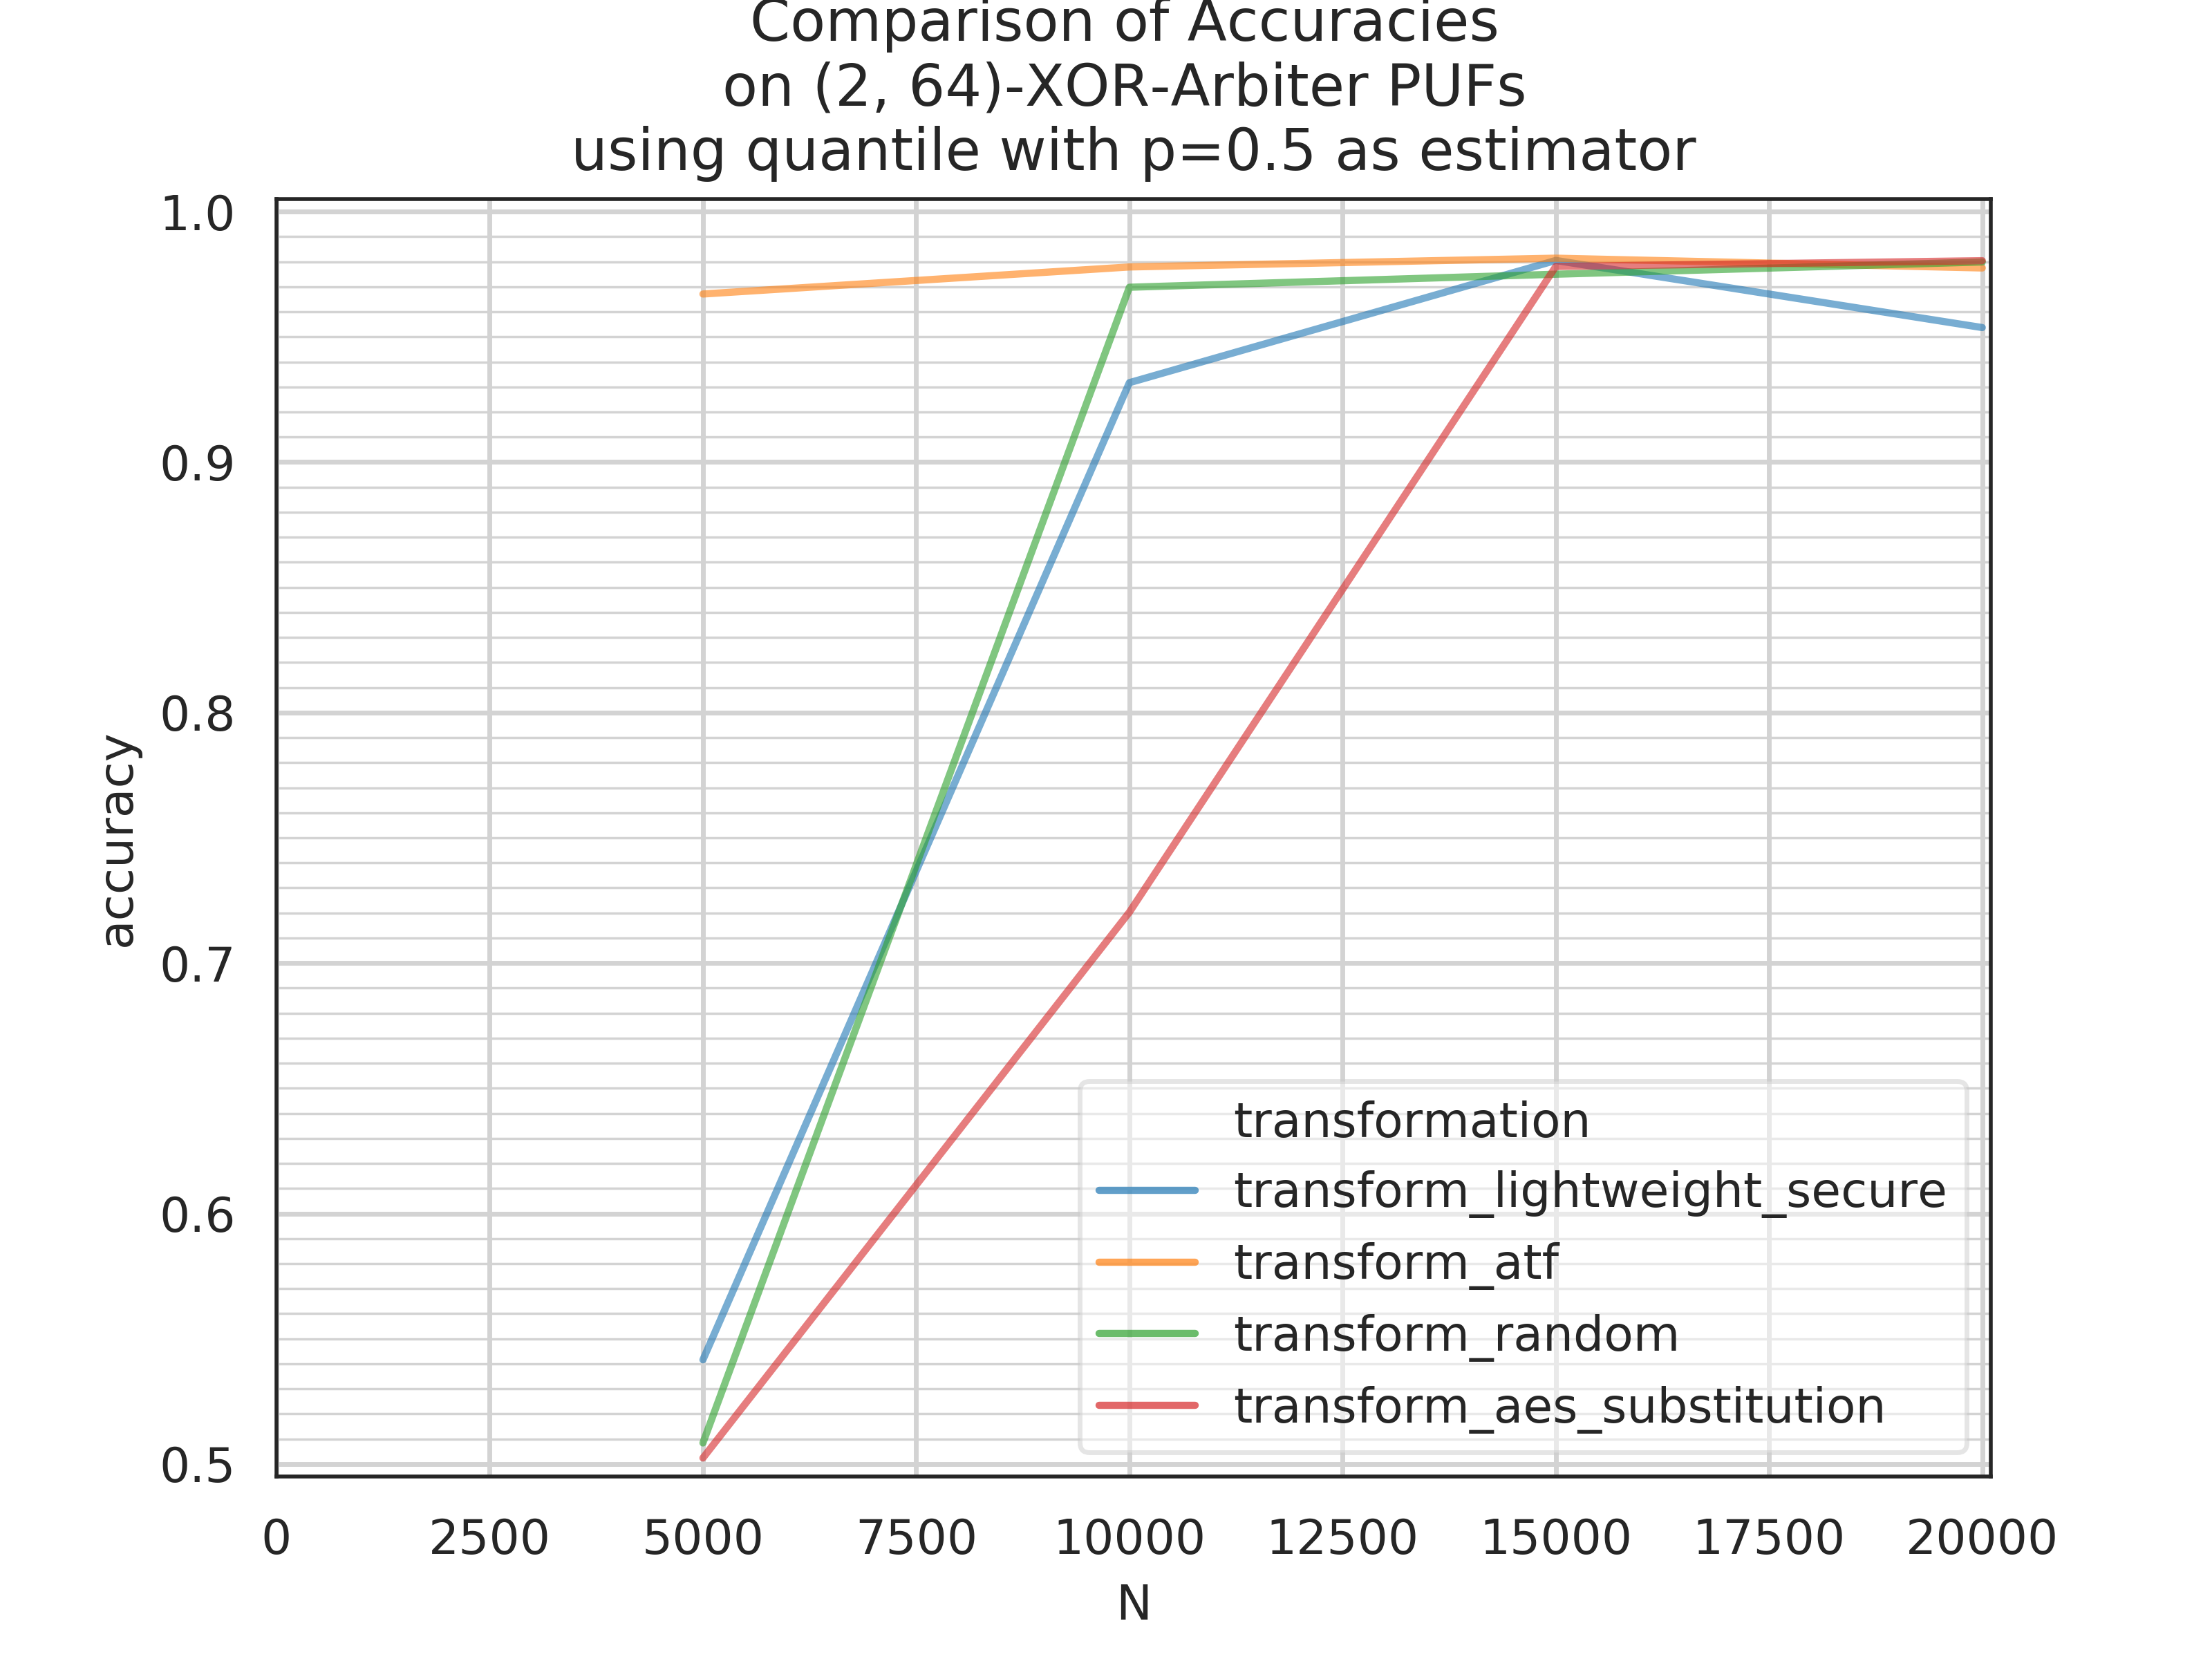 Comparison of Accuracies
on (2, 64)-XOR-Arbiter PUFs
using quantile with p=0.5 as estimator
1.0
0.9
0.8
0.7
0.6
0.5
accuracy
transformation
transform_lightweight_secure
transform_atf
transform_random
transform_aes_substitution
0 2500 5000 7500 10000 12500 15000 17500 20000
N